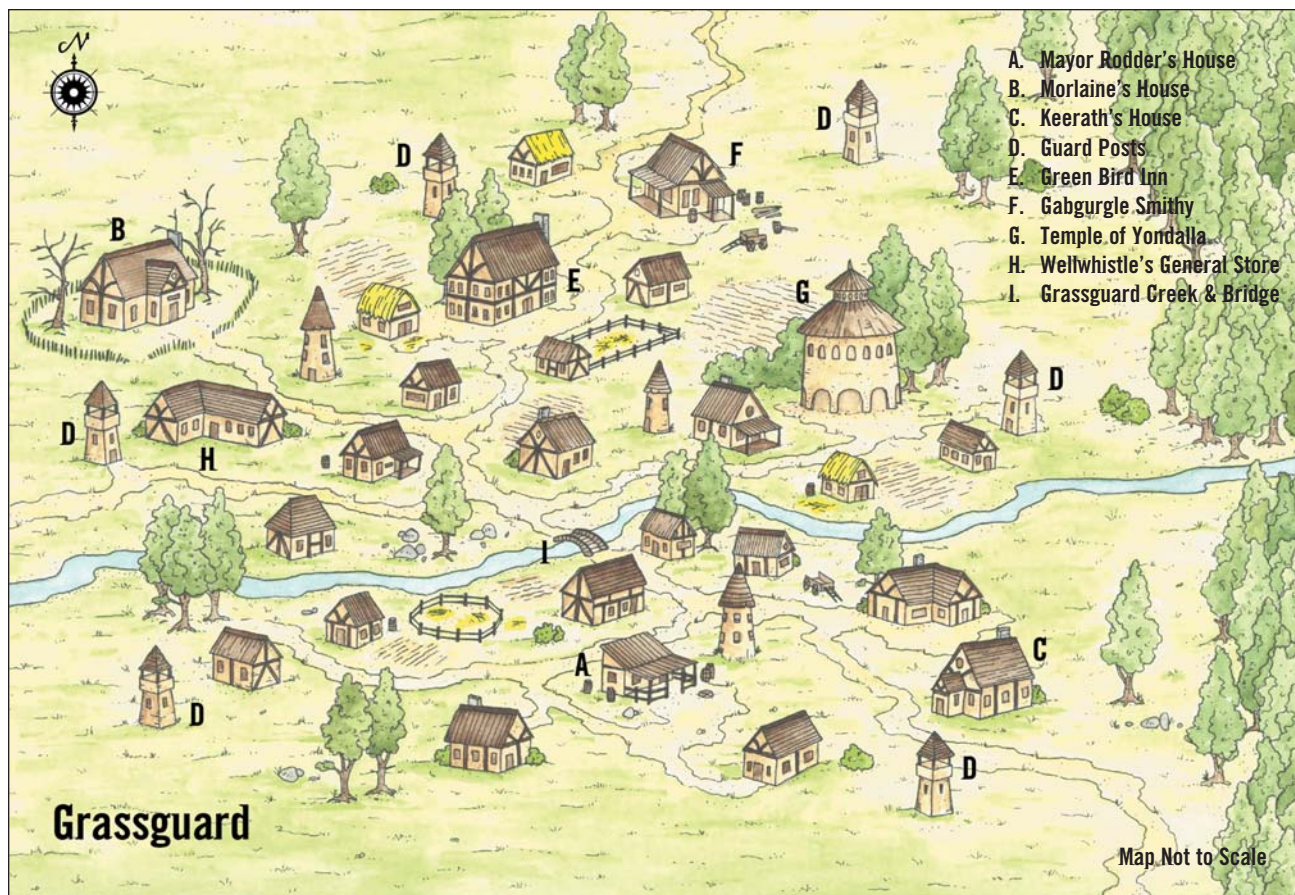 N
A. Mayor Rodder's House
B. Morlaine's House
C. Keerath's House
D. Guard Posts
E. Green Bird Inn
F. Gabgurgle Smithy
G. Temple of Yondalla
H. Wellwhistle's General Store
I. Grassguard Creek & Bridge
D
D
F
B
E
G
D
D
H
I
A
C
D
D
Grassguard
Map Not to Scale